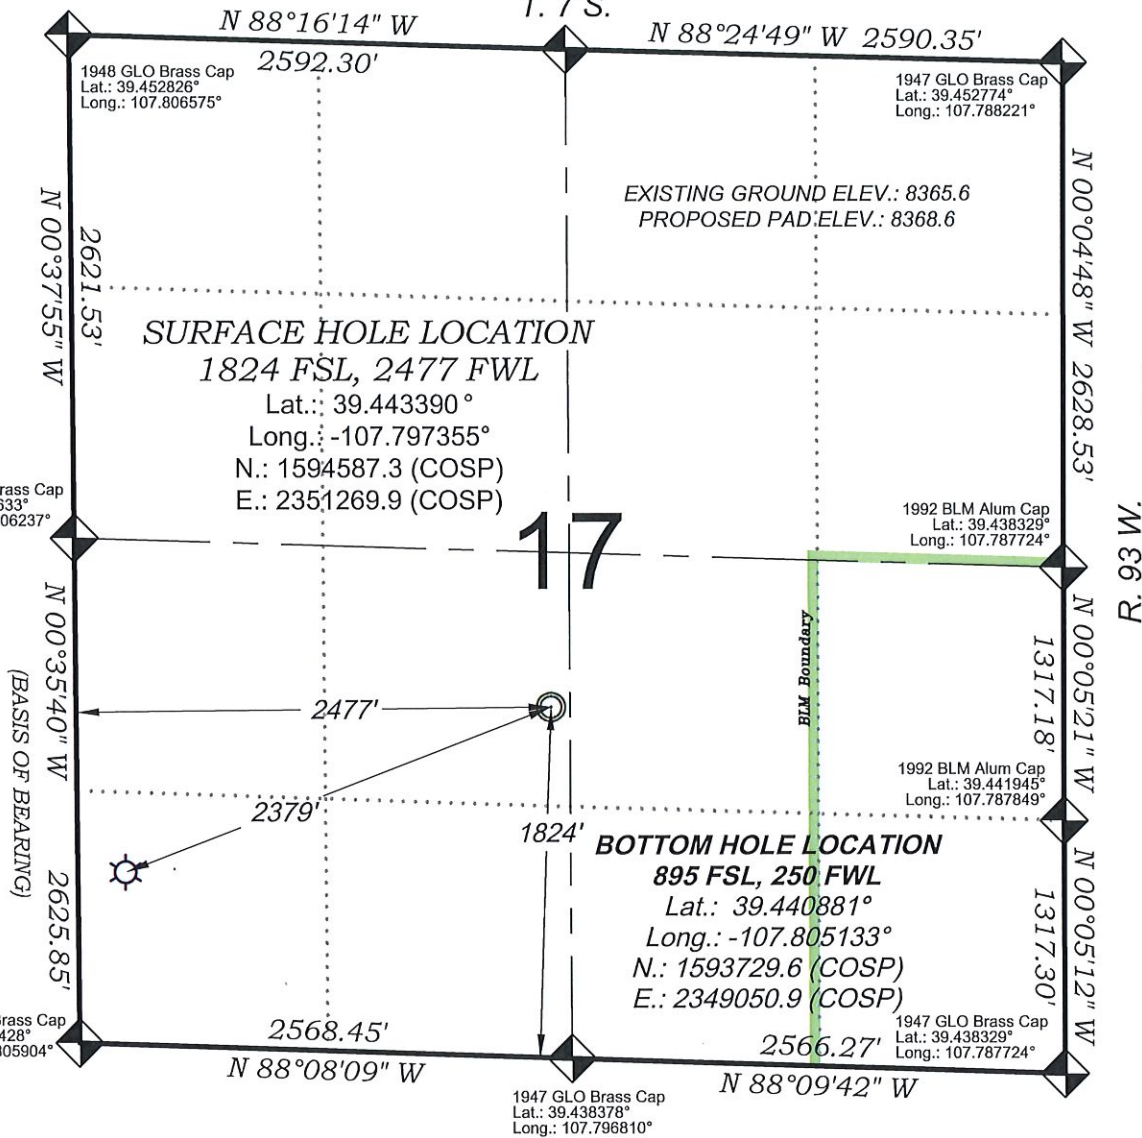 T. 7 S.
N 88°16'14" W
2592.30'
N 88°24'49" W 2590.35'
1948 GLO Brass Cap
Lat.: 39.452826°
Long.: 107.806575°
1947 GLO Brass Cap
Lat.: 39.452774°
Long.: 107.788221°
EXISTING GROUND ELEV.: 8365.6
PROPOSED PAD ELEV.: 8368.6
N 00°37'55" W
2621.53'
N 00°04'48" W 2628.53'
SURFACE HOLE LOCATION
1824 FSL, 2477 FWL
Lat.: 39.443390°
Long.: -107.797355°
N.: 1594587.3 (COSP)
E.: 2351269.9 (COSP)
rass Cap
633°
06237°
17
1992 BLM Alum Cap
Lat.: 39.438329°
Long.: 107.787724°
R. 93 W.
N 00°35'40" W
2625.85'
(BASIS OF BEARING)
BLM Boundary
N 00°05'21" W
1317.18'
2477'
2379'
1824'
1992 BLM Alum Cap
Lat.: 39.441945°
Long.: 107.787849°
BOTTOM HOLE LOCATION
895 FSL, 250 FWL
Lat.: 39.440881°
Long.: -107.805133°
N.: 1593729.6 (COSP)
E.: 2349050.9 (COSP)
N 00°05'12" W
1317.30'
rass Cap
428°
805904°
2568.45'
N 88°08'09" W
2566.27'
N 88°09'42" W
1947 GLO Brass Cap
Lat.: 39.438329°
Long.: 107.787724°
1947 GLO Brass Cap
Lat.: 39.438378°
Long.: 107.796810°